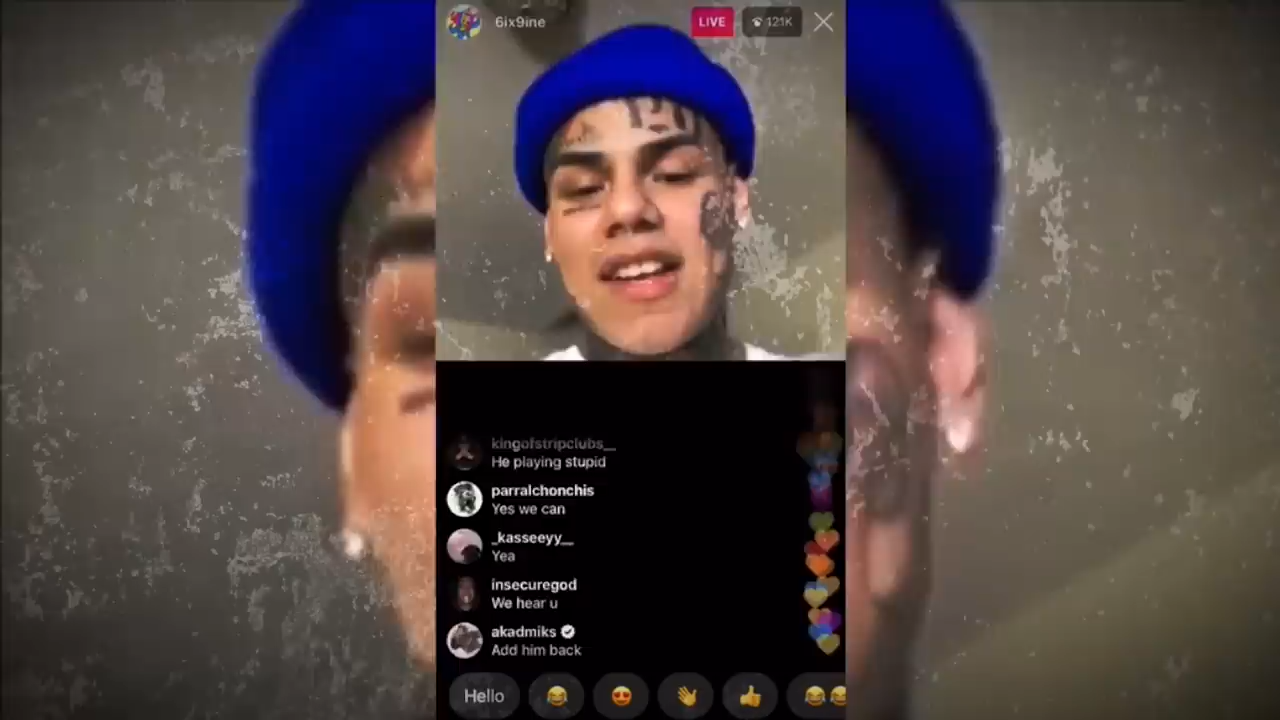 6ix9ine
LIVE
121K
kingofstripclubs__
He playing stupid
parralchonchis
Yes we can
_kasseeyy__
Yea
insecuregod
We hear u
akadmiks
Add him back
Hello